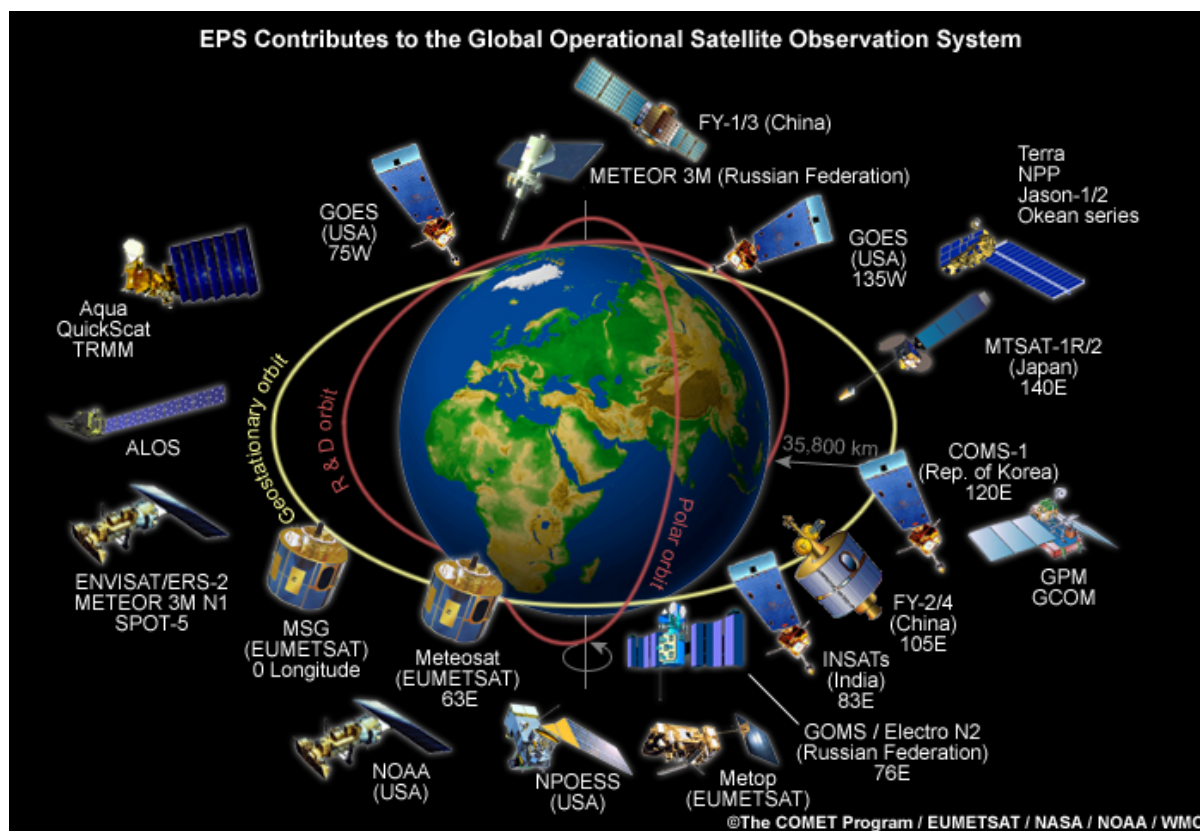 EPS Contributes to the Global Operational Satellite Observation System
FY-1/3 (China)
METEOR 3M (Russian Federation)
Terra
NPP
Jason-1/2
Okean series
GOES
(USA)
75W
GOES
(USA)
135W
Aqua
QuickScat
TRMM
MTSAT-1R/2
(Japan)
140E
Geostationary orbit
R & D orbit
Polar orbit
35,800 km
ALOS
COMS-1
(Rep. of Korea)
120E
ENVISAT/ERS-2
METEOR 3M N1
SPOT-5
GPM
GCOM
MSG
(EUMETSAT)
0 Longitude
Meteosat
(EUMETSAT)
63E
FY-2/4
(China)
105E
INSATs
(India)
83E
GOMS / Electro N2
(Russian Federation)
76E
NOAA
(USA)
NPOESS
(USA)
Metop
(EUMETSAT)
©The COMET Program / EUMETSAT / NASA / NOAA / WMO